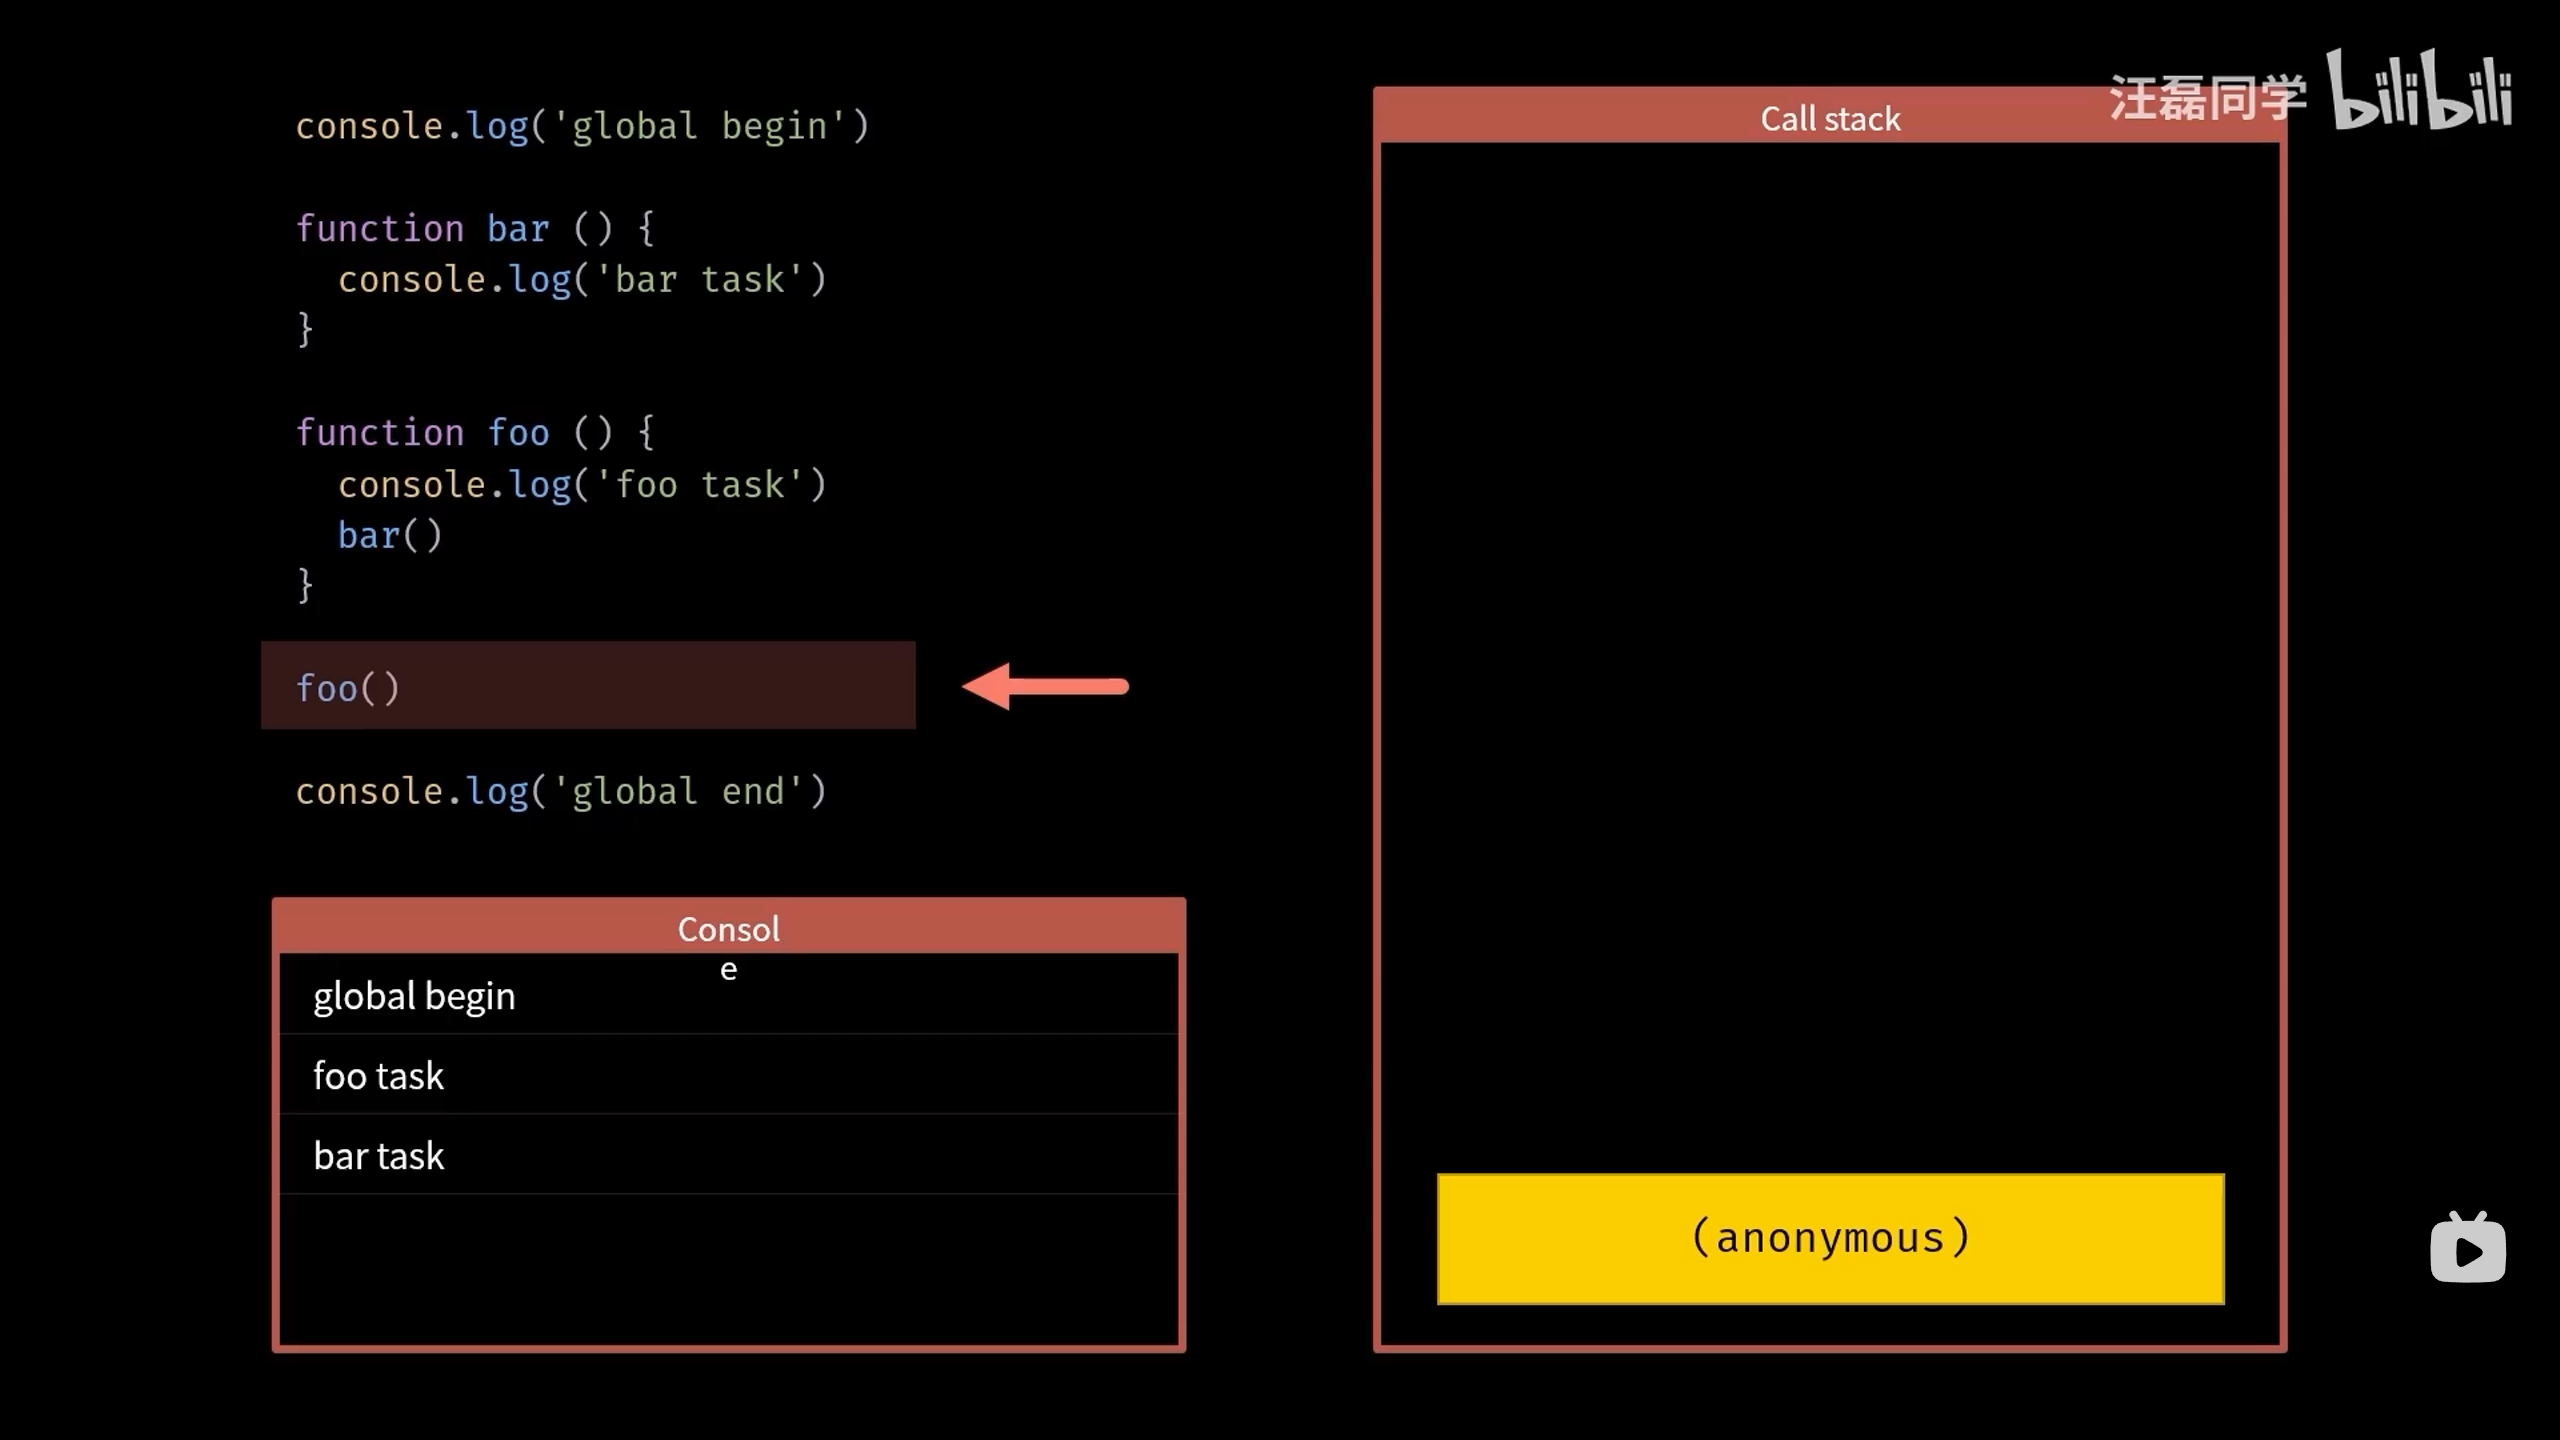 console.log('global begin')
function bar () {
  console.log('bar task')
}
function foo () {
  console.log('foo task')
  bar()
}
foo()
console.log('global end')
Consol
e
global begin
foo task
bar task
Call stack
汪磊同学 bilibili
(anonymous)